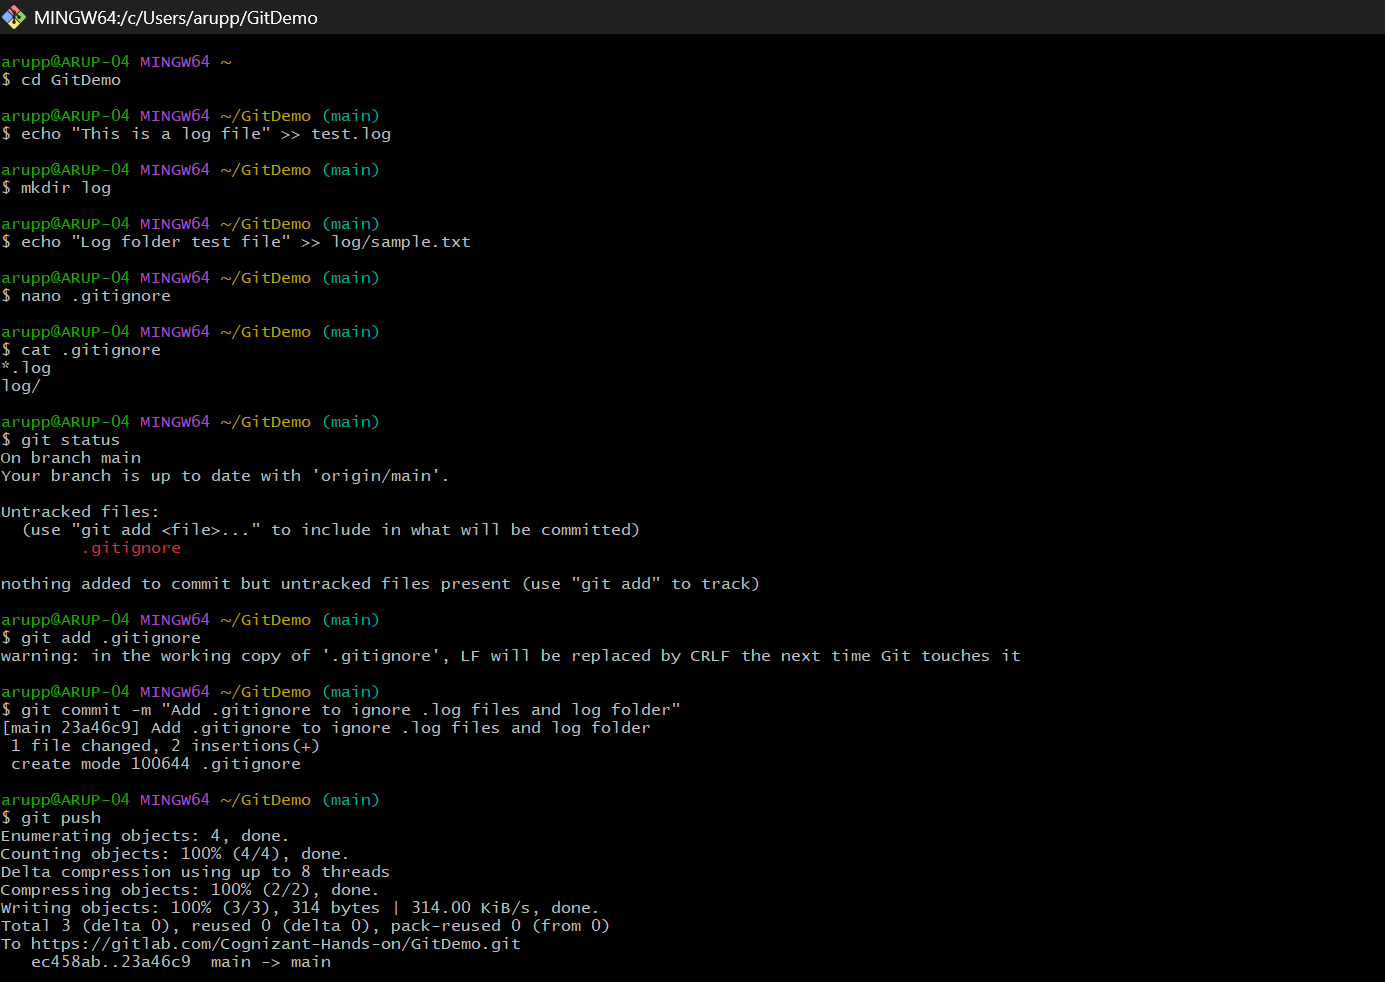 MINGW64:/c/Users/arupp/GitDemo
arupp@ARUP-04 MINGW64 ~
$ cd GitDemo
arupp@ARUP-04 MINGW64 ~/GitDemo (main)
$ echo "This is a log file" >> test.log
arupp@ARUP-04 MINGW64 ~/GitDemo (main)
$ mkdir log
arupp@ARUP-04 MINGW64 ~/GitDemo (main)
$ echo "Log folder test file" >> log/sample.txt
arupp@ARUP-04 MINGW64 ~/GitDemo (main)
$ nano .gitignore
arupp@ARUP-04 MINGW64 ~/GitDemo (main)
$ cat .gitignore
*.log
log/
arupp@ARUP-04 MINGW64 ~/GitDemo (main)
$ git status
On branch main
Your branch is up to date with 'origin/main'.
Untracked files:
  (use "git add <file>..." to include in what will be committed)
        .gitignore
nothing added to commit but untracked files present (use "git add" to track)
arupp@ARUP-04 MINGW64 ~/GitDemo (main)
$ git add .gitignore
warning: in the working copy of '.gitignore', LF will be replaced by CRLF the next time Git touches it
arupp@ARUP-04 MINGW64 ~/GitDemo (main)
$ git commit -m "Add .gitignore to ignore .log files and log folder"
[main 23a46c9] Add .gitignore to ignore .log files and log folder
 1 file changed, 2 insertions(+)
 create mode 100644 .gitignore
arupp@ARUP-04 MINGW64 ~/GitDemo (main)
$ git push
Enumerating objects: 4, done.
Counting objects: 100% (4/4), done.
Delta compression using up to 8 threads
Compressing objects: 100% (2/2), done.
Writing objects: 100% (3/3), 314 bytes | 314.00 KiB/s, done.
Total 3 (delta 0), reused 0 (delta 0), pack-reused 0 (from 0)
To https://gitlab.com/Cognizant-Hands-on/GitDemo.git
   ec458ab..23a46c9  main -> main